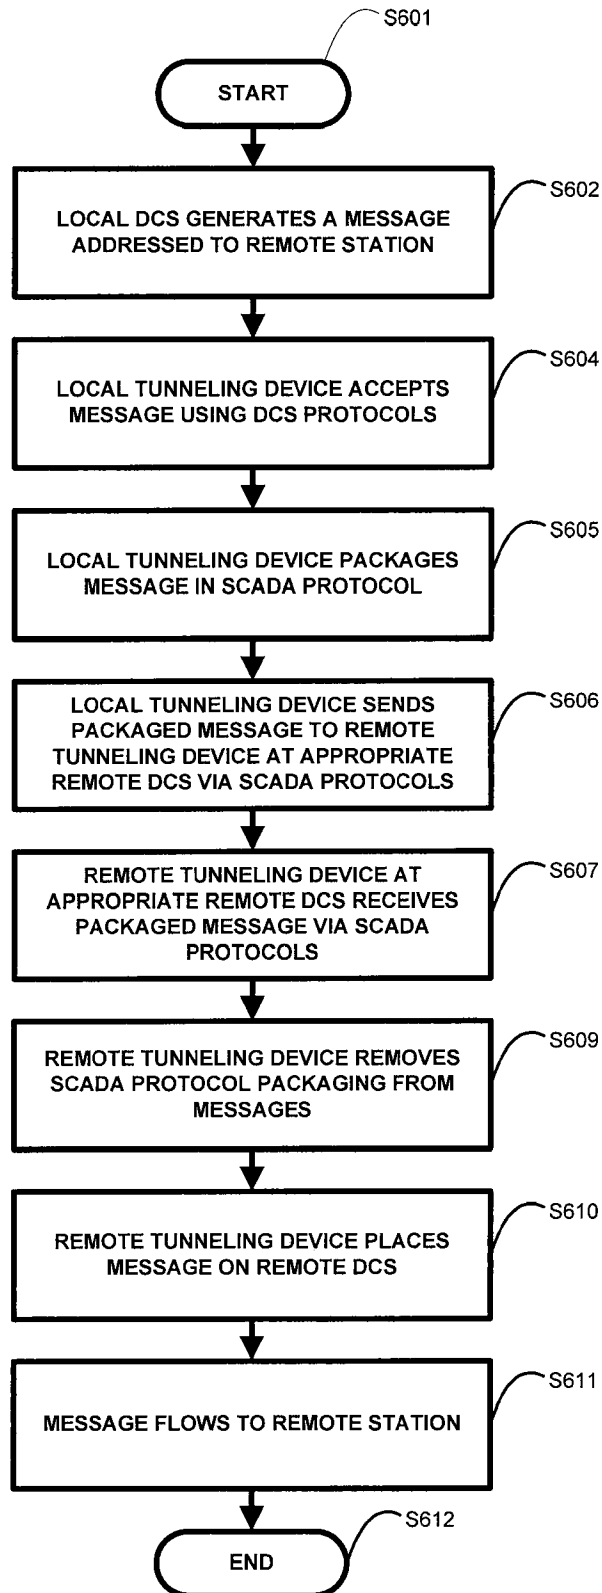 S601
START
S602
LOCAL DCS GENERATES A MESSAGE
ADDRESSED TO REMOTE STATION
S604
LOCAL TUNNELING DEVICE ACCEPTS
MESSAGE USING DCS PROTOCOLS
S605
LOCAL TUNNELING DEVICE PACKAGES
MESSAGE IN SCADA PROTOCOL
S606
LOCAL TUNNELING DEVICE SENDS
PACKAGED MESSAGE TO REMOTE
TUNNELING DEVICE AT APPROPRIATE
REMOTE DCS VIA SCADA PROTOCOLS
S607
REMOTE TUNNELING DEVICE AT
APPROPRIATE REMOTE DCS RECEIVES
PACKAGED MESSAGE VIA SCADA
PROTOCOLS
S609
REMOTE TUNNELING DEVICE REMOVES
SCADA PROTOCOL PACKAGING FROM
MESSAGES
S610
REMOTE TUNNELING DEVICE PLACES
MESSAGE ON REMOTE DCS
S611
MESSAGE FLOWS TO REMOTE STATION
S612
END